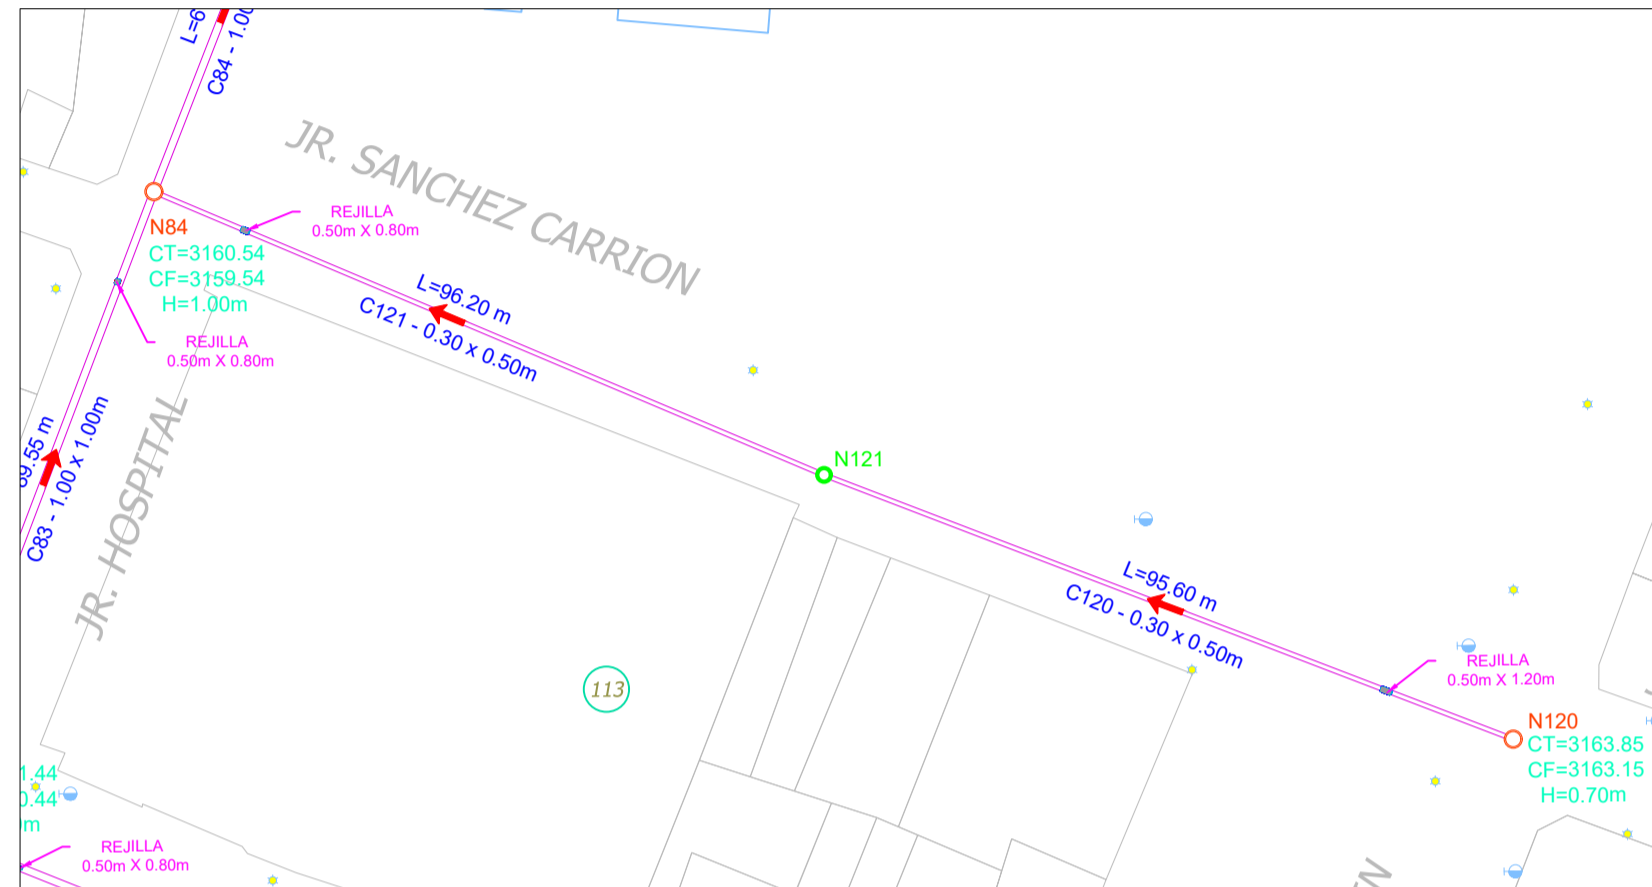 L=6
C84 - 1.00
JR. SANCHEZ CARRION
REJILLA
0.50m X 0.80m
N84
CT=3160.54
CF=3159.54
H=1.00m
L=96.20 m
C121 - 0.30 x 0.50m
REJILLA
0.50m X 0.80m
JR. HOSPITAL
59.55 m
C83 - 1.00 x 1.00m
N121
L=95.60 m
C120 - 0.30 x 0.50m
REJILLA
0.50m X 1.20m
113
N120
CT=3163.85
CF=3163.15
H=0.70m
1.44
0.44
m
REJILLA
0.50m X 0.80m
EN